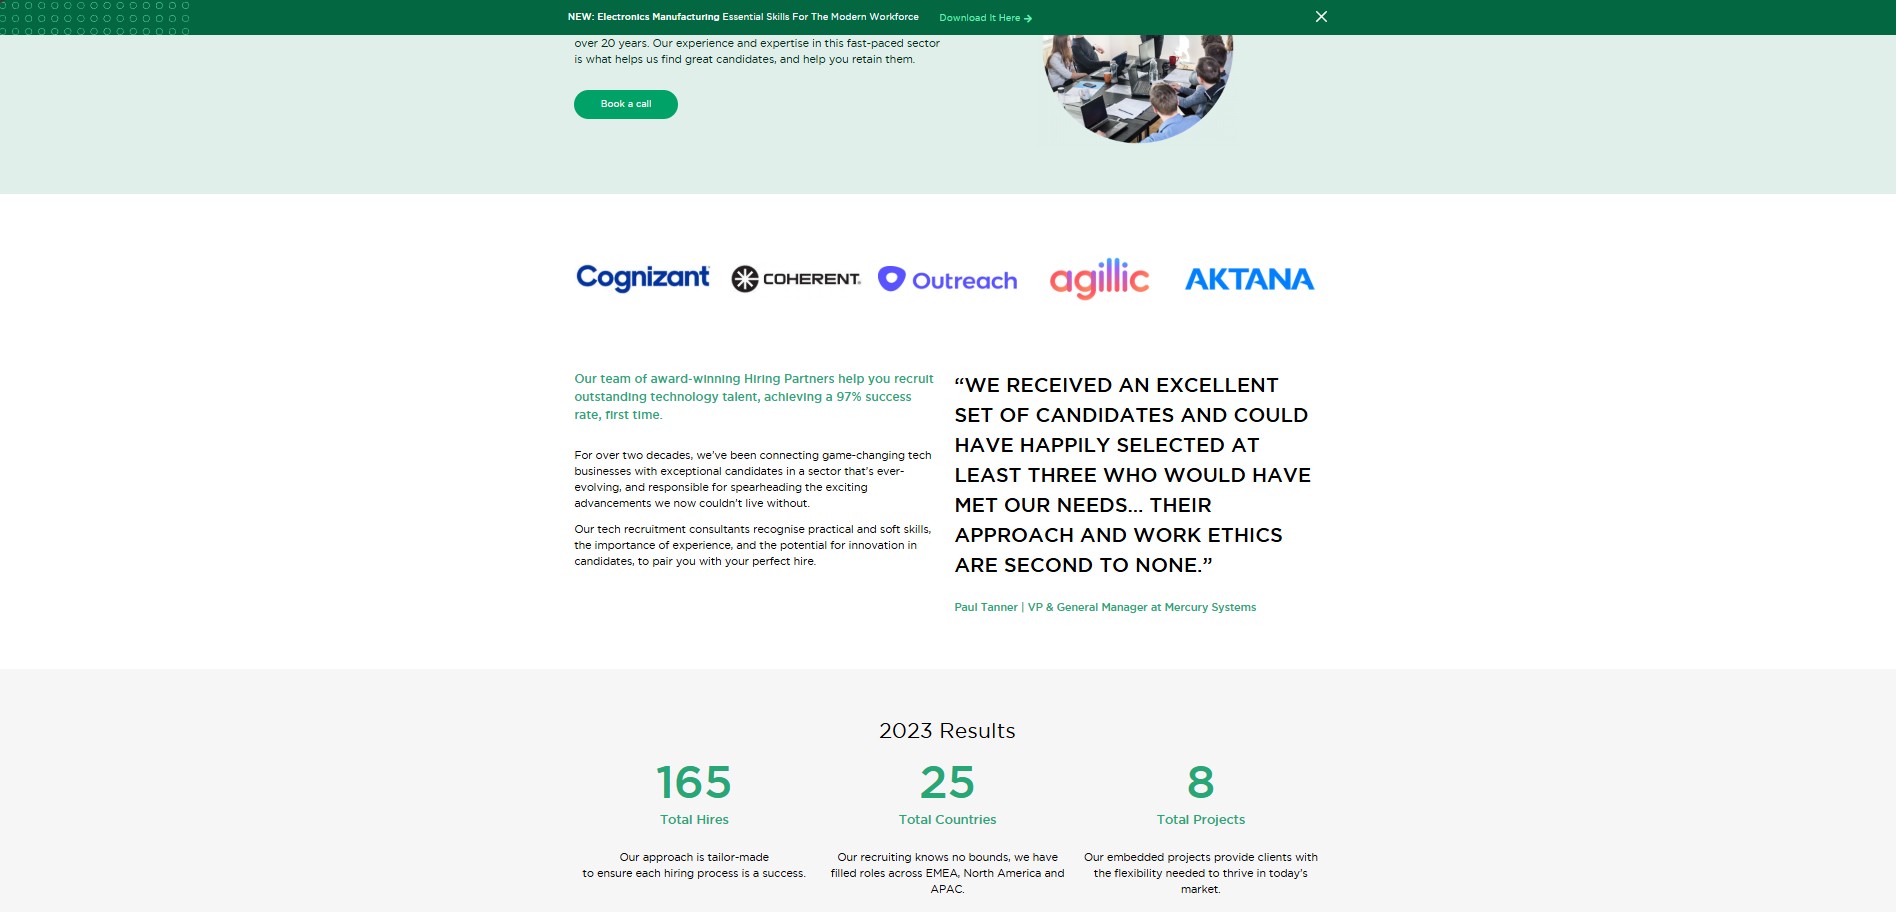 NEW: Electronics Manufacturing Essential Skills For The Modern Workforce Download It Here →
over 20 years. Our experience and expertise in this fast-paced sector
is what helps us find great candidates, and help you retain them.
Book a call
Cognizant COHERENT. Outreach agillic AKTANA
Our team of award-winning Hiring Partners help you recruit
outstanding technology talent, achieving a 97% success
rate, first time.
For over two decades, we've been connecting game-changing tech
businesses with exceptional candidates in a sector that's ever-
evolving, and responsible for spearheading the exciting
advancements we now couldn't live without.
Our tech recruitment consultants recognise practical and soft skills,
the importance of experience, and the potential for innovation in
candidates, to pair you with your perfect hire.
“WE RECEIVED AN EXCELLENT
SET OF CANDIDATES AND COULD
HAVE HAPPILY SELECTED AT
LEAST THREE WHO WOULD HAVE
MET OUR NEEDS... THEIR
APPROACH AND WORK ETHICS
ARE SECOND TO NONE.”
Paul Tanner | VP & General Manager at Mercury Systems
2023 Results
165
Total Hires
Our approach is tailor-made
to ensure each hiring process is a success.
25
Total Countries
Our recruiting knows no bounds, we have
filled roles across EMEA, North America and
APAC.
8
Total Projects
Our embedded projects provide clients with
the flexibility needed to thrive in today's
market.